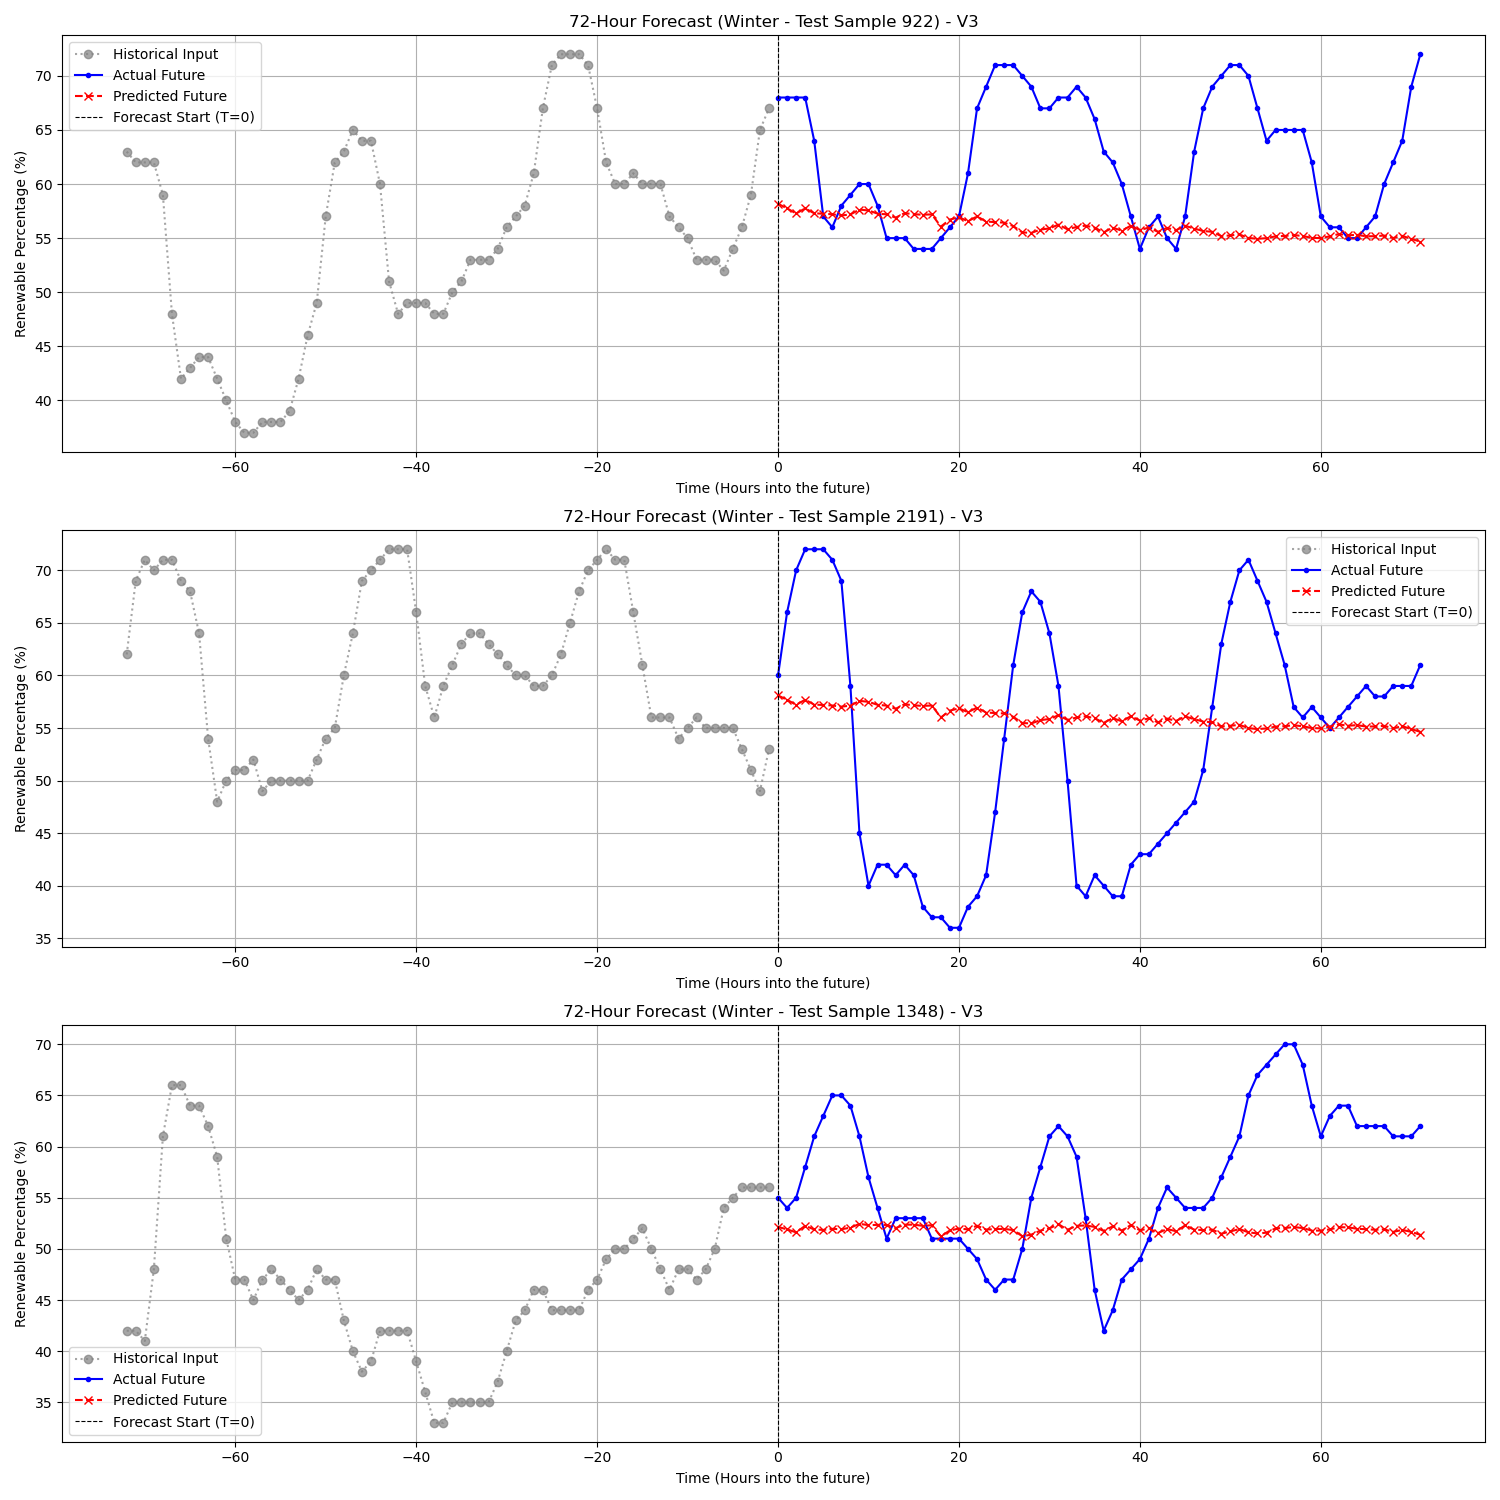 72-Hour Forecast (Winter - Test Sample 922) - V3
Historical Input
Actual Future
Predicted Future
Forecast Start (T=0)
Renewable Percentage (%)
70
65
60
55
50
45
40
−60
−40
−20
0
20
40
60
Time (Hours into the future)
72-Hour Forecast (Winter - Test Sample 2191) - V3
Historical Input
Actual Future
Predicted Future
Forecast Start (T=0)
Renewable Percentage (%)
70
65
60
55
50
45
40
35
−60
−40
−20
0
20
40
60
Time (Hours into the future)
72-Hour Forecast (Winter - Test Sample 1348) - V3
Renewable Percentage (%)
70
65
60
55
50
45
40
35
Historical Input
Actual Future
Predicted Future
Forecast Start (T=0)
−60
−40
−20
0
20
40
60
Time (Hours into the future)